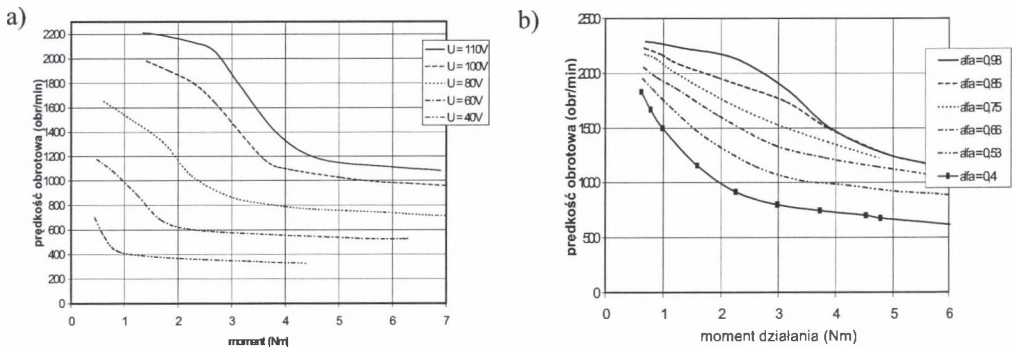 a)
prędkość obrotowa (obr/min)
2200
2000
1800
1600
1400
1200
1000
800
600
400
200
0
0 1 2 3 4 5 6 7
moment (Nm)
U = 110V
U = 100V
U = 80V
U = 60V
U = 40V
b)
prędkość obrotowa (obr/min)
2500
2000
1500
1000
500
0
0 1 2 3 4 5 6
moment działania (Nm)
alfa=0,98
alfa=0,85
alfa=0,75
alfa=0,66
alfa=0,53
alfa=0,4